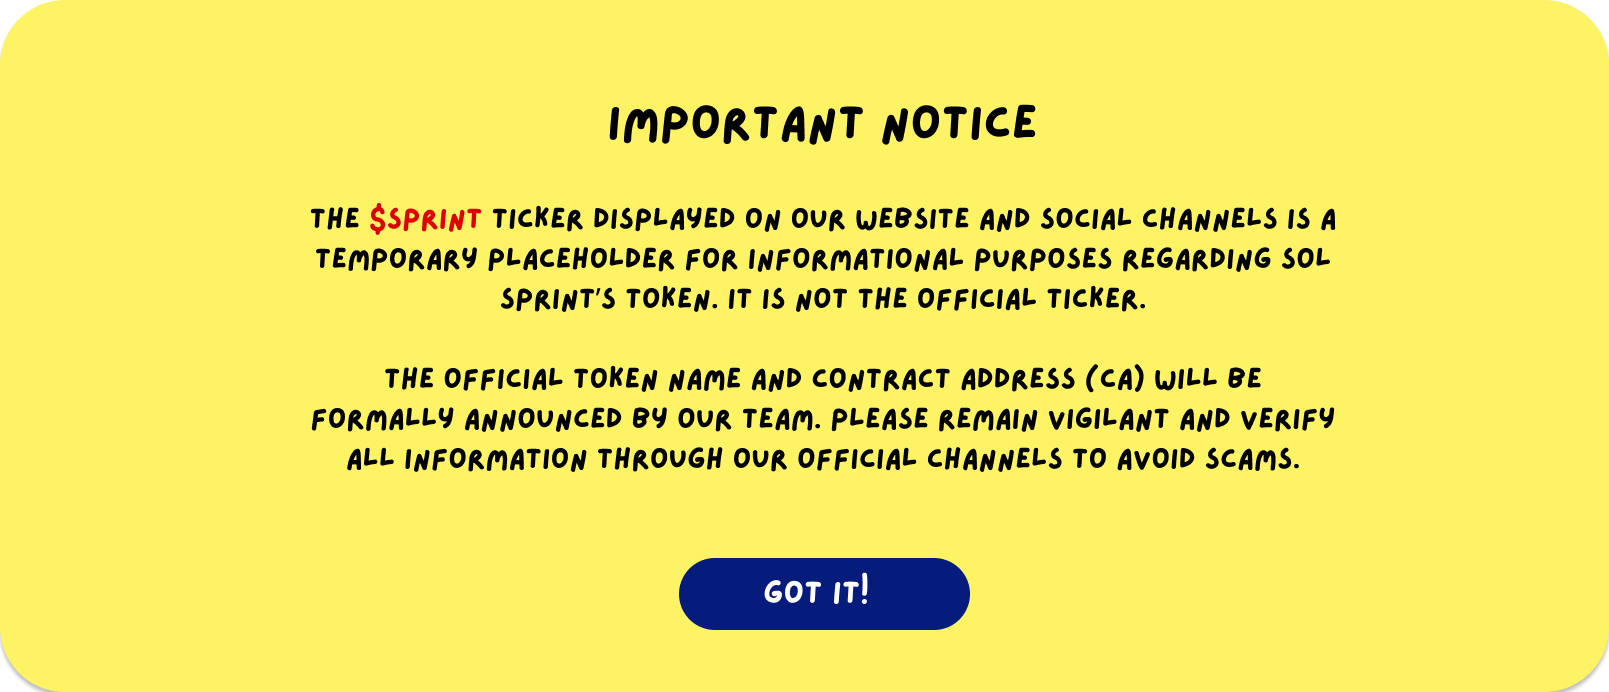 IMPORTANT NOTICE
THE $SPRINT TICKER DISPLAYED ON OUR WEBSITE AND SOCIAL CHANNELS IS A
TEMPORARY PLACEHOLDER FOR INFORMATIONAL PURPOSES REGARDING SOL
SPRINT'S TOKEN. IT IS NOT THE OFFICIAL TICKER.
THE OFFICIAL TOKEN NAME AND CONTRACT ADDRESS (CA) WILL BE
FORMALLY ANNOUNCED BY OUR TEAM. PLEASE REMAIN VIGILANT AND VERIFY
ALL INFORMATION THROUGH OUR OFFICIAL CHANNELS TO AVOID SCAMS.
GOT IT!